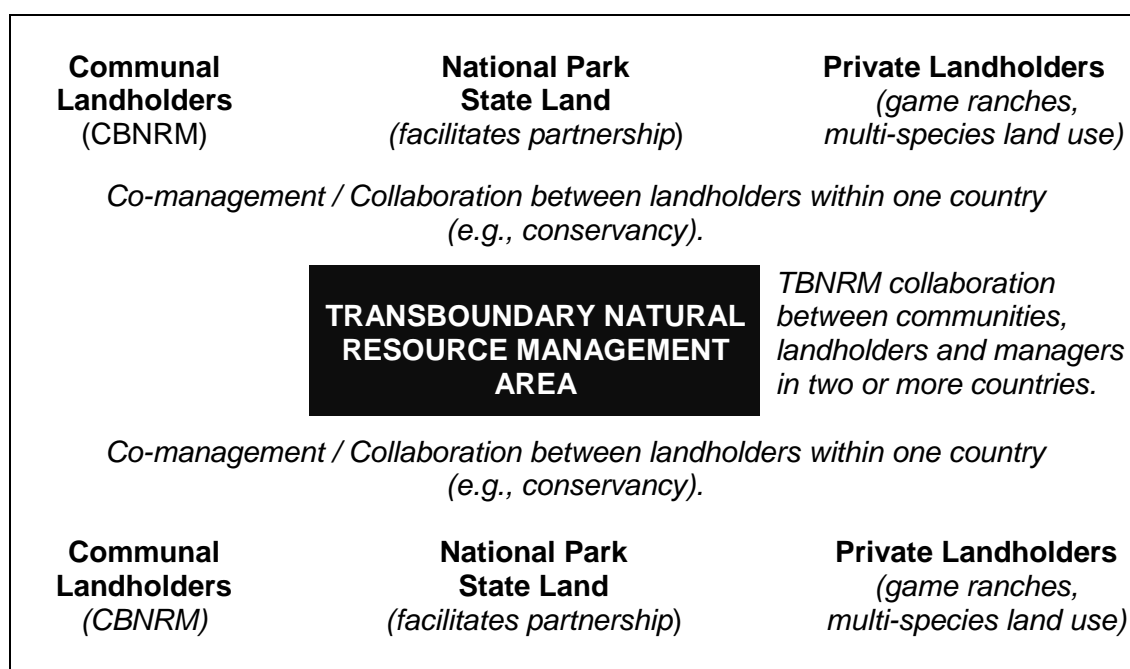 Communal
Landholders
(CBNRM)
National Park
State Land
(facilitates partnership)
Private Landholders
(game ranches,
multi-species land use)
Co-management / Collaboration between landholders within one country
(e.g., conservancy).
TRANSBOUNDARY NATURAL
RESOURCE MANAGEMENT
AREA
TBNRM collaboration
between communities,
landholders and managers
in two or more countries.
Co-management / Collaboration between landholders within one country
(e.g., conservancy).
Communal
Landholders
(CBNRM)
National Park
State Land
(facilitates partnership)
Private Landholders
(game ranches,
multi-species land use)